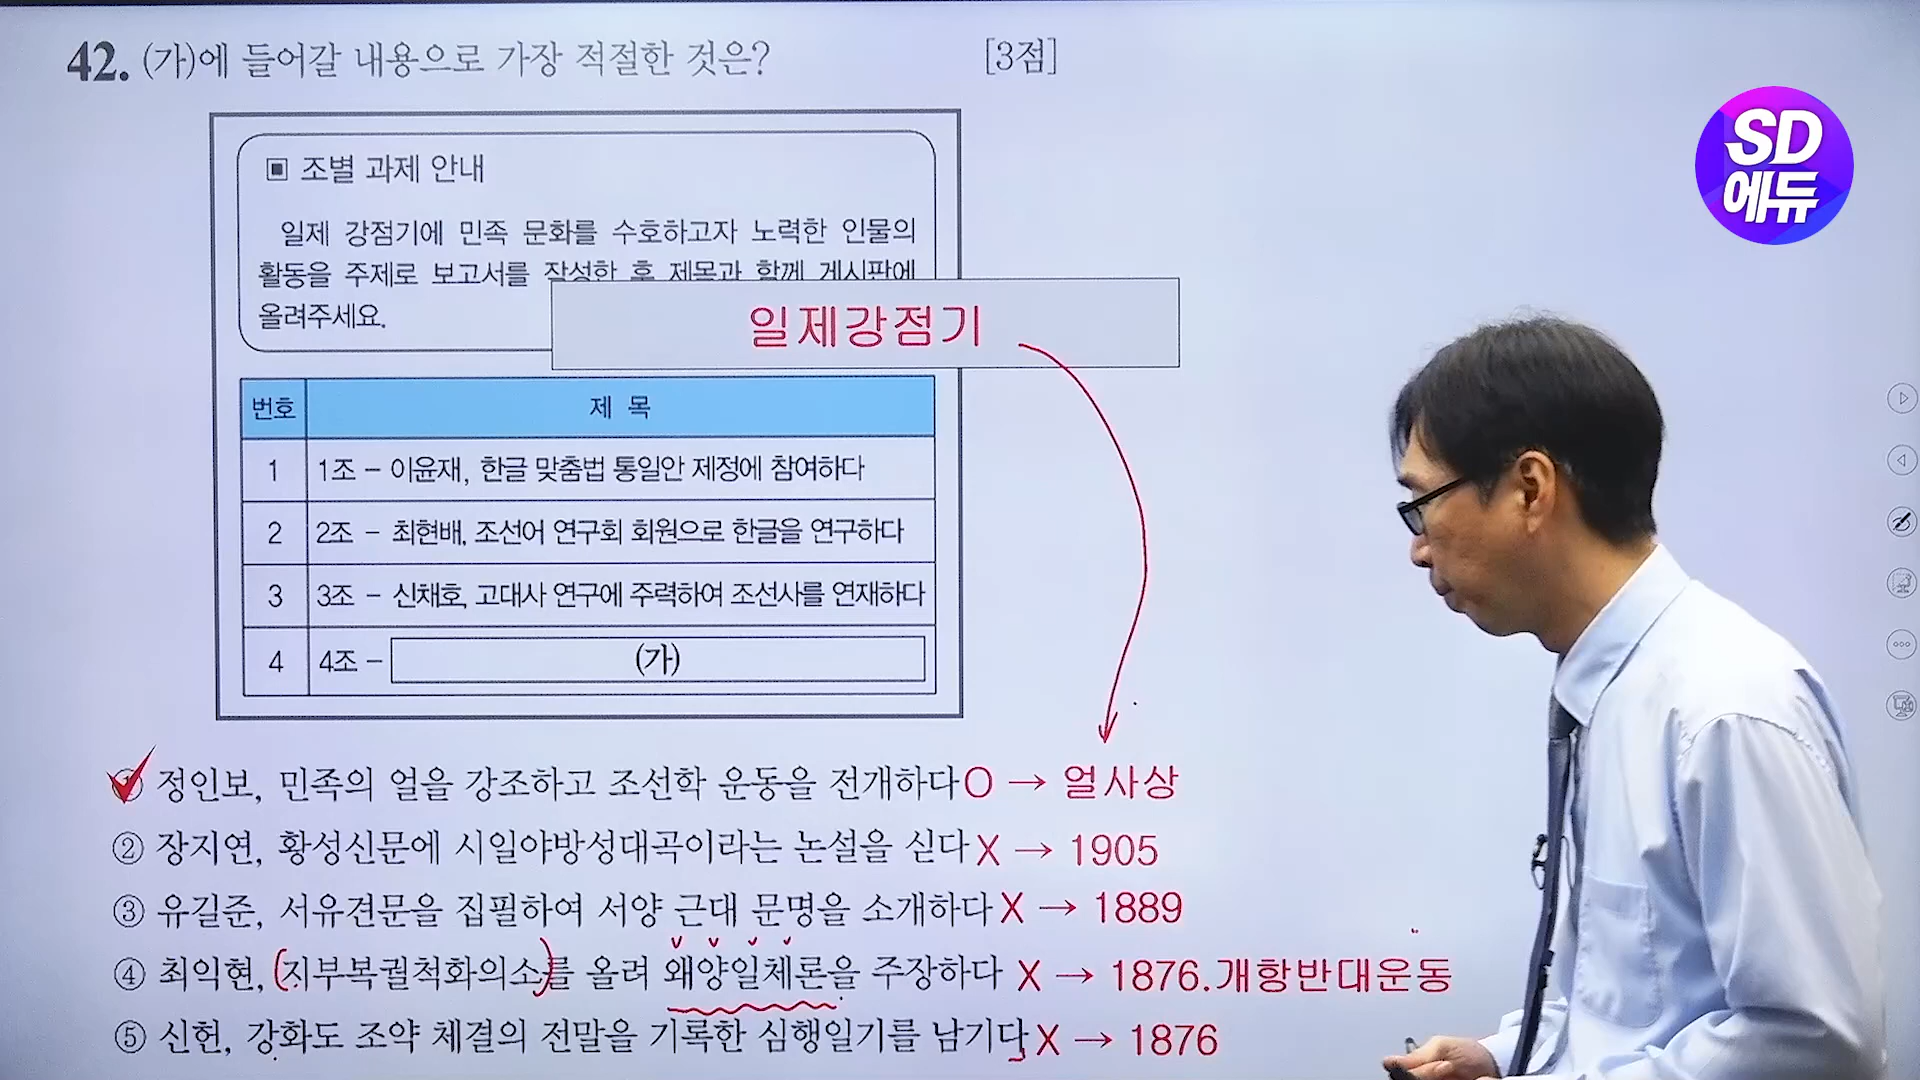 42. (가)에 들어갈 내용으로 가장 적절한 것은? [3점]
SD
에듀
▣ 조별 과제 안내
일제 강점기에 민족 문화를 수호하고자 노력한 인물의
활동을 주제로 보고서를 작성한 후 제목과 함께 게시판에
올려주세요.
일제강점기
번호 제 목
1 1조 - 이윤재, 한글 맞춤법 통일안 제정에 참여하다
2 2조 - 최현배, 조선어 연구회 회원으로 한글을 연구하다
3 3조 - 신채호, 고대사 연구에 주력하여 조선사를 연재하다
4 4조 - (가)
① 정인보, 민족의 얼을 강조하고 조선학 운동을 전개하다 O → 얼사상
② 장지연, 황성신문에 시일야방성대곡이라는 논설을 싣다 X → 1905
③ 유길준, 서유견문을 집필하여 서양 근대 문명을 소개하다 X → 1889
④ 최익현, 지부복궐척화의소를 올려 왜양일체론을 주장하다 X → 1876.개항반대운동
⑤ 신헌, 강화도 조약 체결의 전말을 기록한 심행일기를 남기다 X → 1876